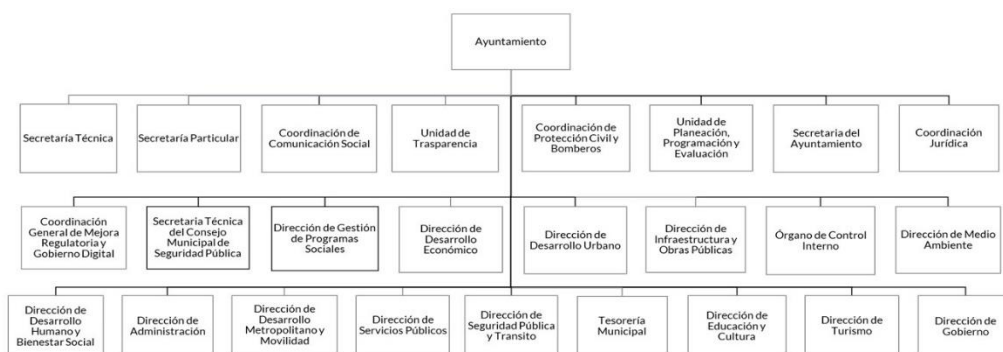 Ayuntamiento
Secretaría Técnica
Secretaría Particular
Coordinación de
Comunicación Social
Unidad de
Trasparencia
Coordinación de
Protección Civil y
Bomberos
Unidad de
Planeación,
Programación y
Evaluación
Secretaria del
Ayuntamiento
Coordinación
Jurídica
Coordinación
General de Mejora
Regulatoria y
Gobierno Digital
Secretaria Técnica
del Consejo
Municipal de
Seguridad Pública
Dirección de Gestión
de Programas
Sociales
Dirección de
Desarrollo
Económico
Dirección de
Desarrollo Urbano
Dirección de
Infraestructura y
Obras Públicas
Órgano de Control
Interno
Dirección de Medio
Ambiente
Dirección de
Desarrollo
Humano y
Bienestar Social
Dirección de
Administración
Dirección de
Desarrollo
Metropolitano y
Movilidad
Dirección de
Servicios Públicos
Dirección de
Seguridad Pública
y Transito
Tesorería
Municipal
Dirección de
Educación y
Cultura
Dirección de
Turismo
Dirección de
Gobierno